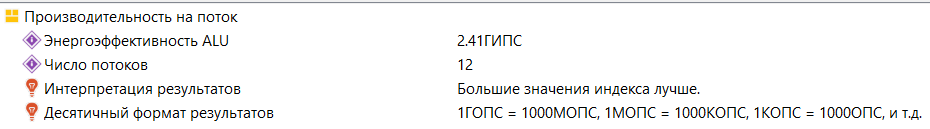 Производительность на поток
Энергоэффективность ALU 2.41ГИПС
Число потоков 12
Интерпретация результатов Большие значения индекса лучше.
Десятичный формат результатов 1ГОПС = 1000МОПС, 1МОПС = 1000КОПС, 1КОПС = 1000ОПС, и т.д.